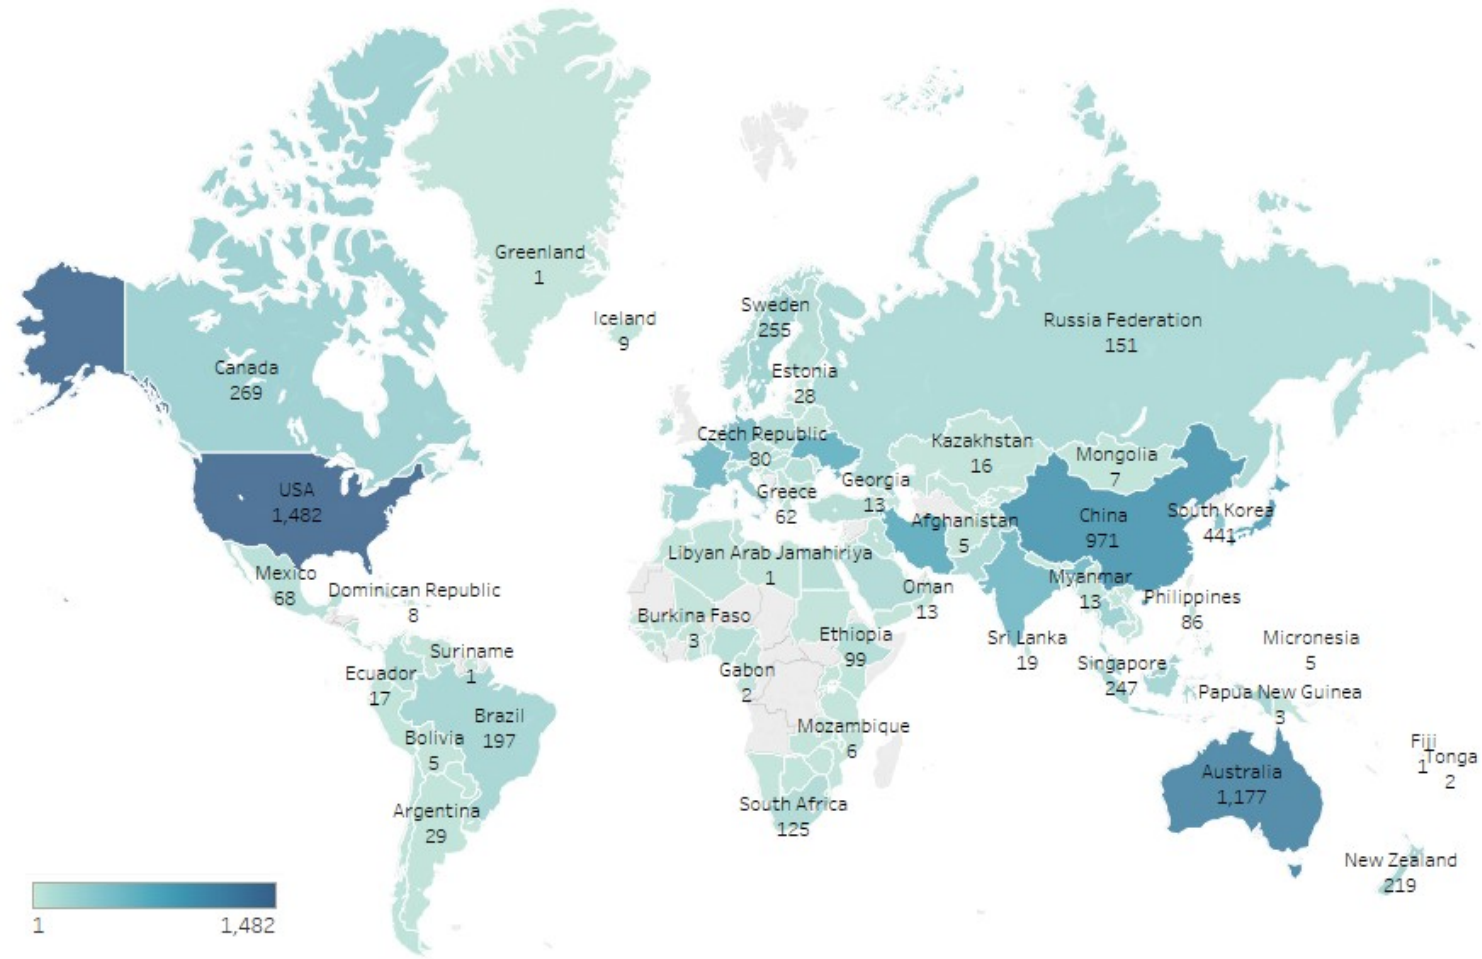 Greenland
1
Iceland
9
Sweden
255
Russia Federation
151
Canada
269
Estonia
28
Czech Republic
80
Kazakhstan
16
Mongolia
7
USA
1,482
Greece
62
Georgia
13
Afghanistan
5
China
971
South Korea
441
Libyan Arab Jamahiriya
1
Mexico
68
Dominican Republic
8
Oman
13
Myanmar
13
Philippines
86
Burkina Faso
3
Ethiopia
99
Sri Lanka
19
Micronesia
5
Suriname
1
Ecuador
17
Gabon
2
Singapore
247
Papua New Guinea
3
Brazil
197
Bolivia
5
Mozambique
6
Fiji
1
Tonga
2
Australia
1,177
Argentina
29
South Africa
125
New Zealand
219
1
1,482